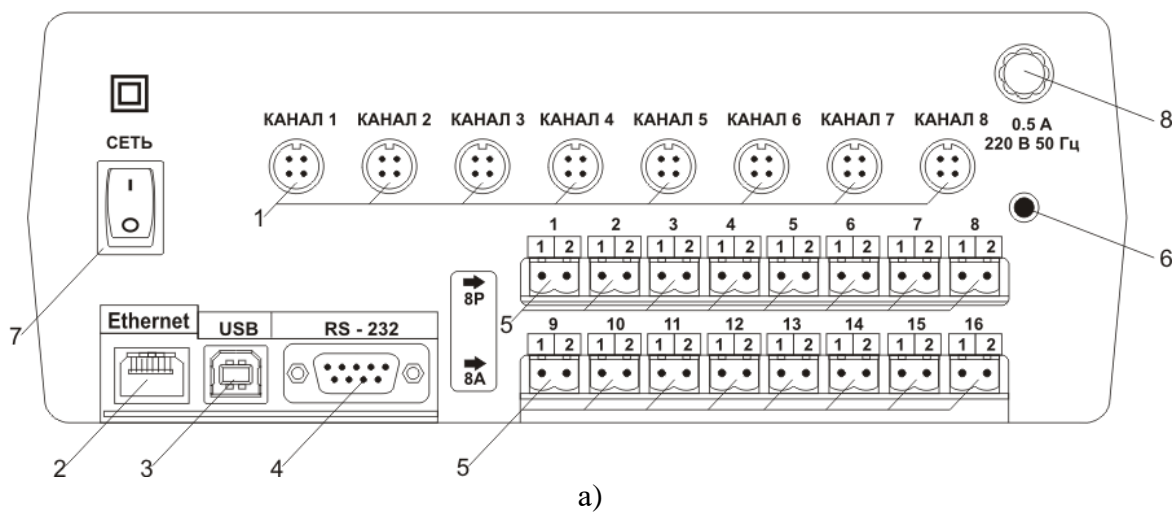 КАНАЛ 1 КАНАЛ 2 КАНАЛ 3 КАНАЛ 4 КАНАЛ 5 КАНАЛ 6 КАНАЛ 7 КАНАЛ 8
8
0.5 А
220 В 50 Гц
СЕТЬ
I
O
1
6
7
1 2 3 4 5 6 7 8
1 2 1 2 1 2 1 2 1 2 1 2 1 2 1 2
5
8Р
8А
Ethernet USB RS - 232
9 10 11 12 13 14 15 16
1 2 1 2 1 2 1 2 1 2 1 2 1 2 1 2
2 3 4 5
а)